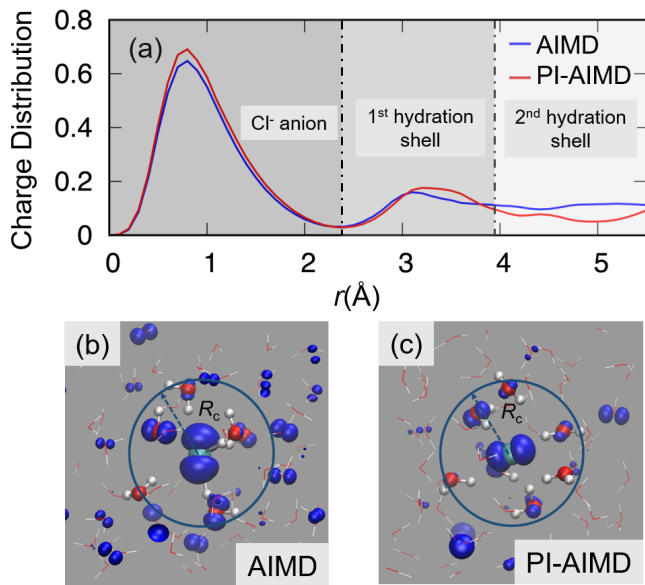 (a)
AIMD
PI-AIMD
Cl⁻ anion
1st hydration
shell
2nd hydration
shell
Charge Distribution
0.8
0.6
0.4
0.2
0
0 1 2 3 4 5
r(Å)
(b)
Rc
AIMD
(c)
Rc
PI-AIMD